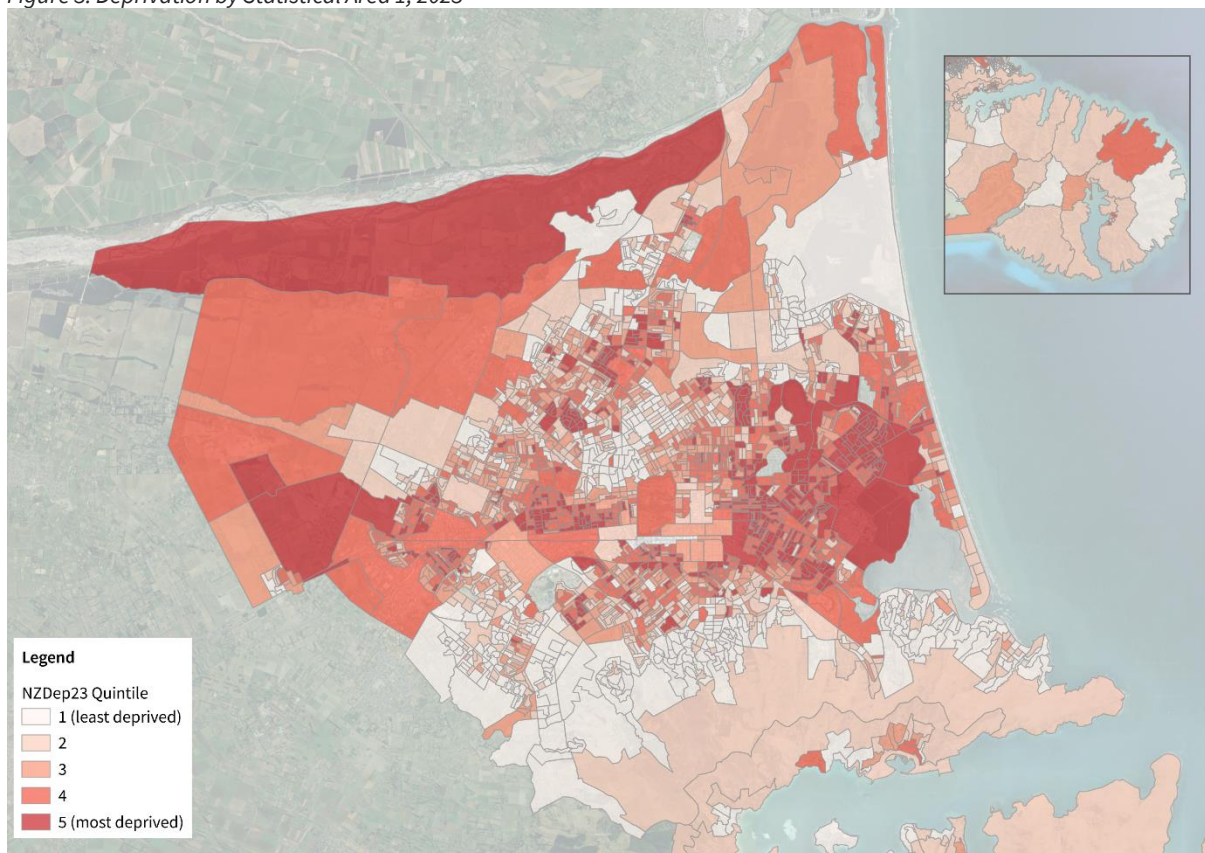 Figure 3: Deprivation by Statistical Area 1, 2023
Legend
NZDep23 Quintile
1 (least deprived)
2
3
4
5 (most deprived)